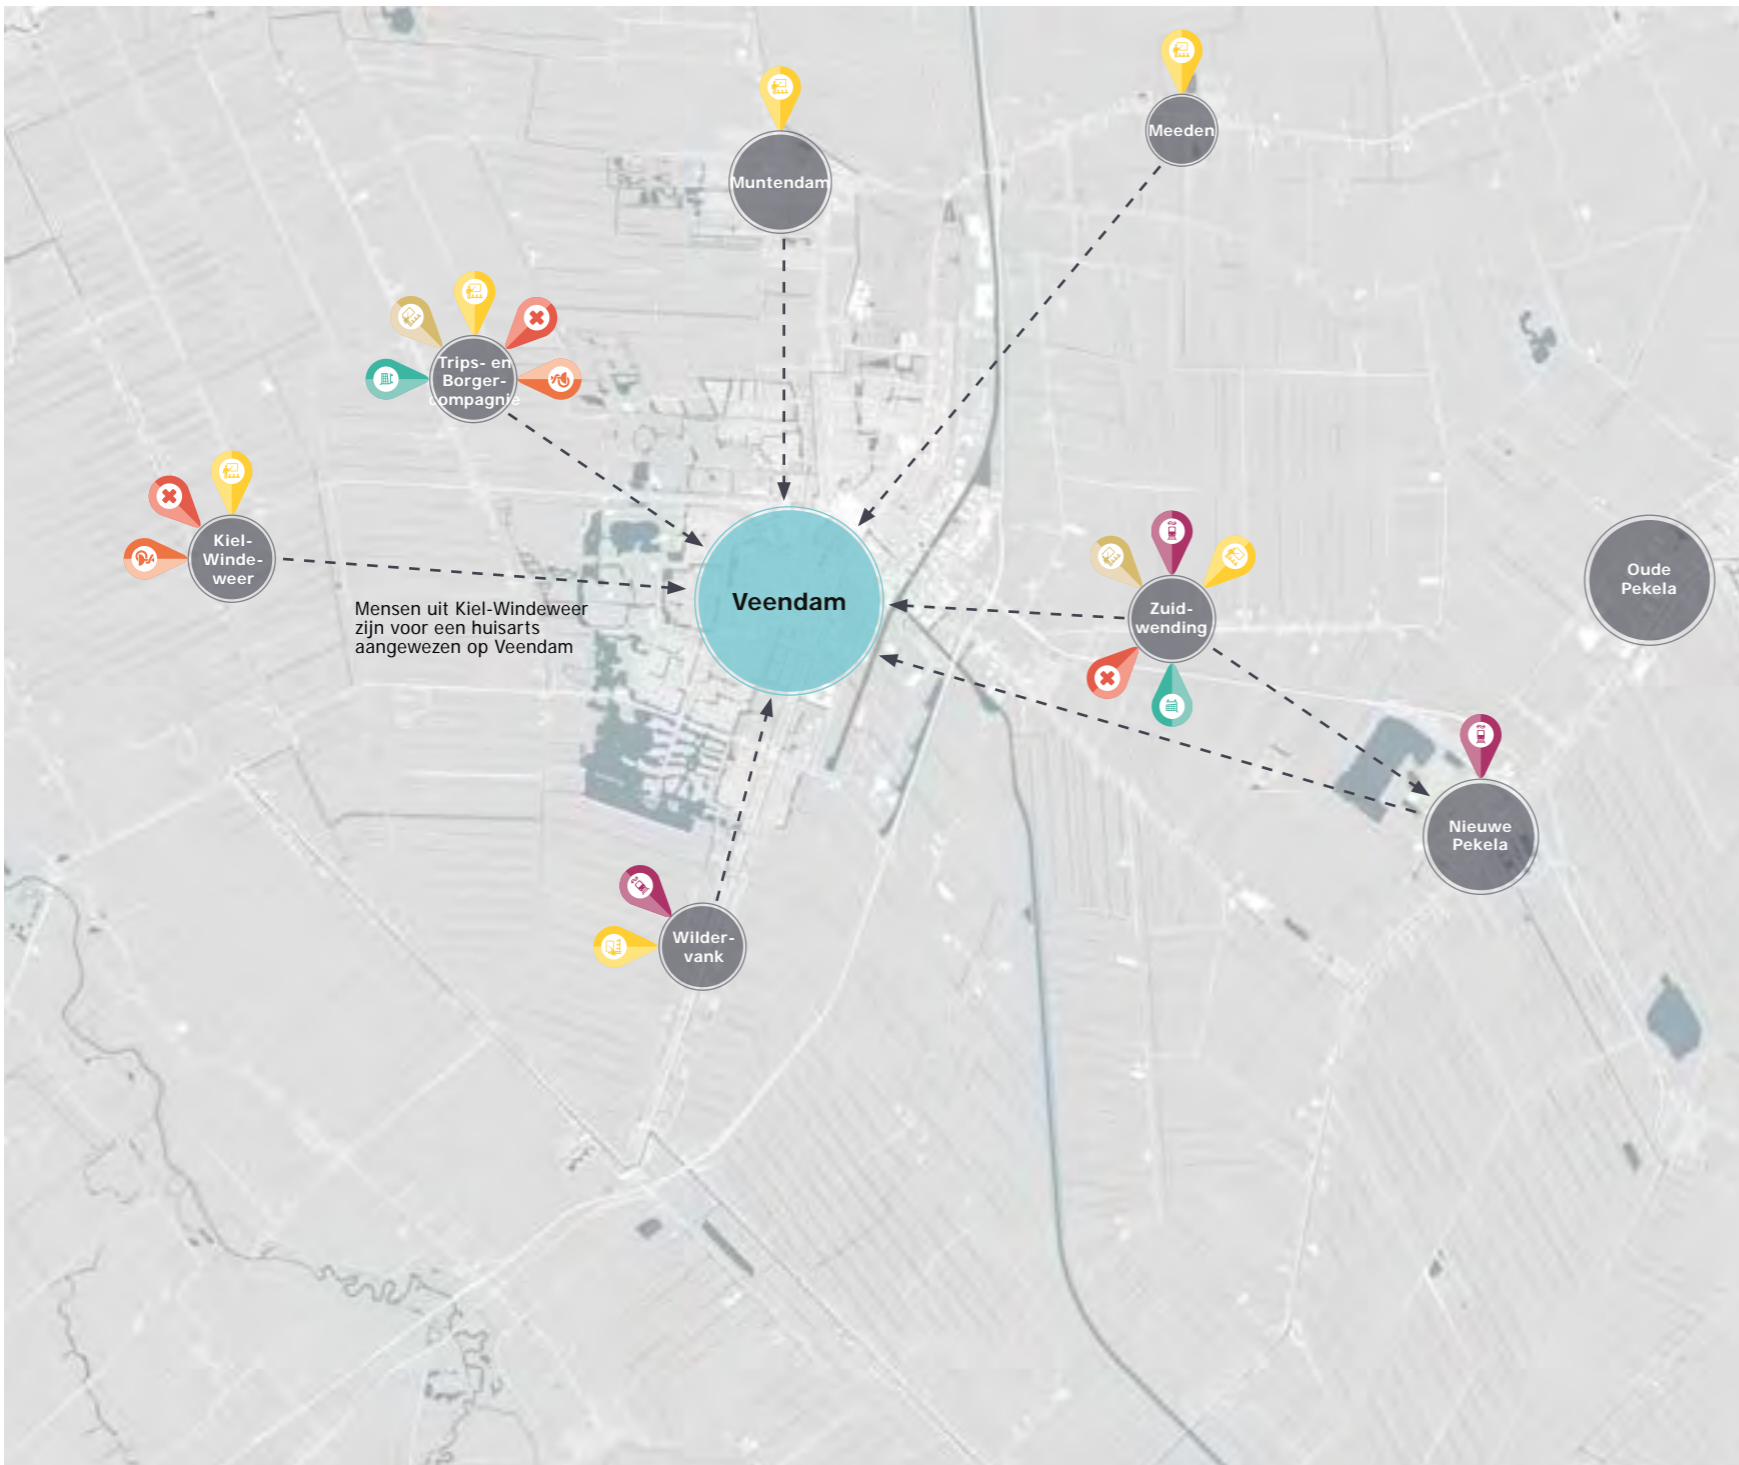 Meeden
Muntendam
Trips- en
Borger-
compagnie
Kiel-
Winde-
weer
Mensen uit Kiel-Windeweer
zijn voor een huisarts
aangewezen op Veendam
Veendam
Zuid-
wending
Oude
Pekela
Nieuwe
Pekela
Wilder-
vank